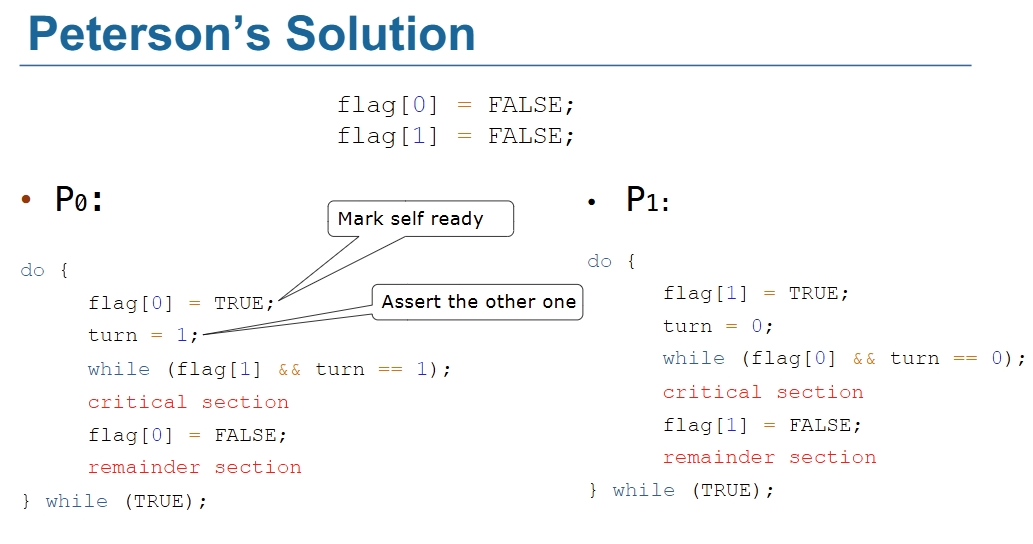 Peterson's Solution
flag[0] = FALSE;
flag[1] = FALSE;
• P0:
Mark self ready
do {
flag[0] = TRUE;
Assert the other one
turn = 1;
while (flag[1] && turn == 1);
critical section
flag[0] = FALSE;
remainder section
} while (TRUE);
• P1:
do {
flag[1] = TRUE;
turn = 0;
while (flag[0] && turn == 0);
critical section
flag[1] = FALSE;
remainder section
} while (TRUE);